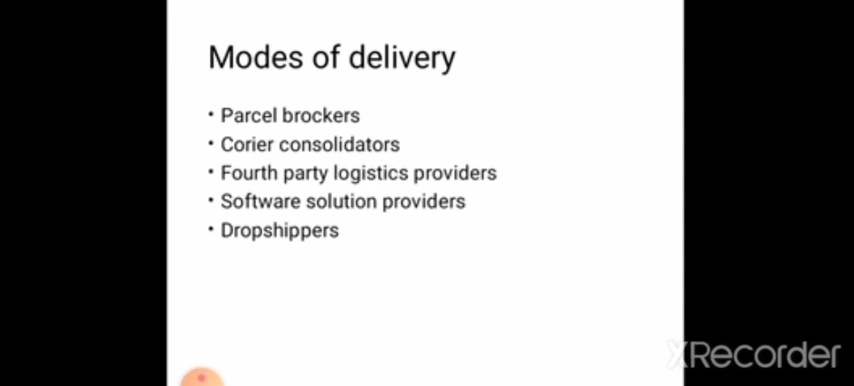 Modes of delivery
• Parcel brockers
• Corier consolidators
• Fourth party logistics providers
• Software solution providers
• Dropshippers
XRecorder